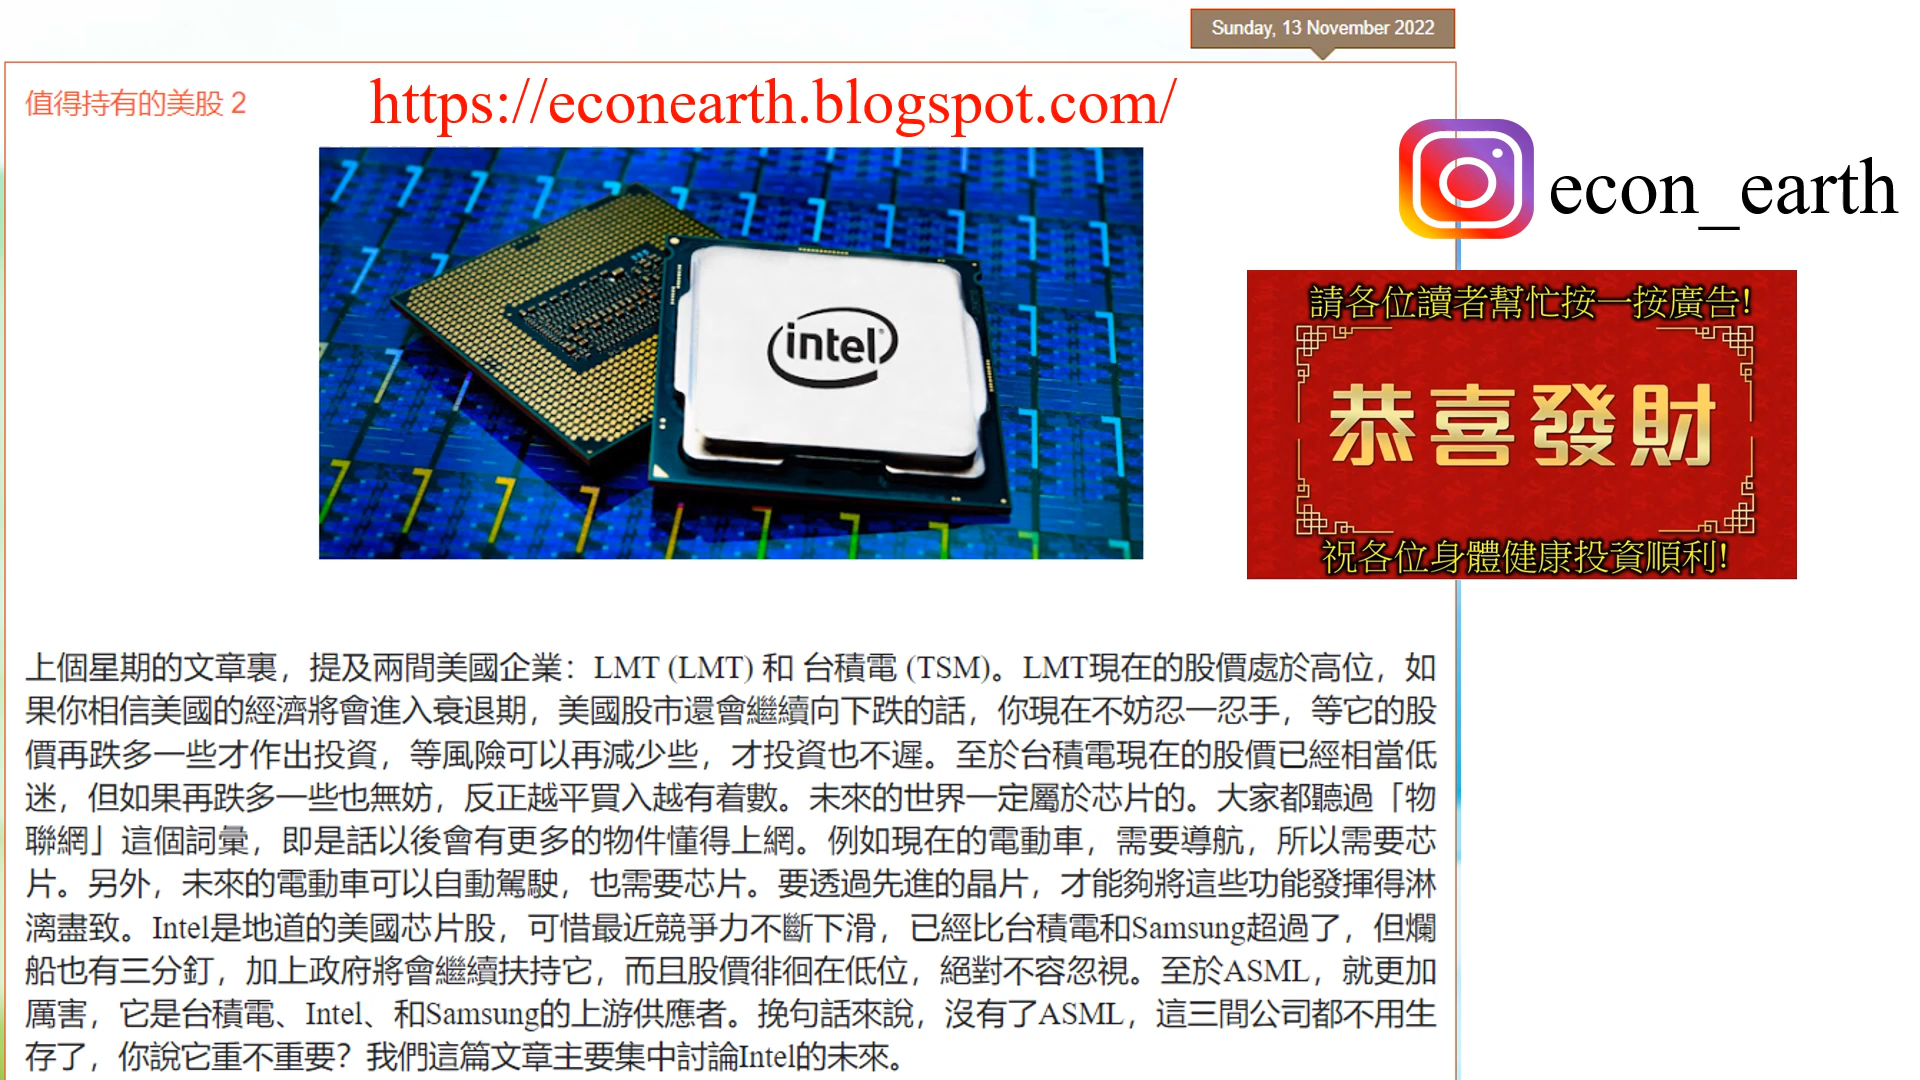 Sunday, 13 November 2022
值得持有的美股 2
https://econearth.blogspot.com/
econ_earth
intel
請各位讀者幫忙按一按廣告!
恭喜發財
祝各位身體健康投資順利!
上個星期的文章裏，提及兩間美國企業：LMT (LMT) 和 台積電 (TSM)。LMT現在的股價處於高位，如
果你相信美國的經濟將會進入衰退期，美國股市還會繼續向下跌的話，你現在不妨忍一忍手，等它的股
價再跌多一些才作出投資，等風險可以再減少些，才投資也不遲。至於台積電現在的股價已經相當低
迷，但如果再跌多一些也無妨，反正越平買入越有着數。未來的世界一定屬於芯片的。大家都聽過「物
聯網」這個詞彙，即是話以後會有更多的物件懂得上網。例如現在的電動車，需要導航，所以需要芯
片。另外，未來的電動車可以自動駕駛，也需要芯片。要透過先進的晶片，才能夠將這些功能發揮得淋
漓盡致。Intel是地道的美國芯片股，可惜最近競爭力不斷下滑，已經比台積電和Samsung超過了，但爛
船也有三分釘，加上政府將會繼續扶持它，而且股價徘徊在低位，絕對不容忽視。至於ASML，就更加
厲害，它是台積電、Intel、和Samsung的上游供應者。挽句話來說，沒有了ASML，這三間公司都不用生
存了，你說它重不重要？我們這篇文章主要集中討論Intel的未來。